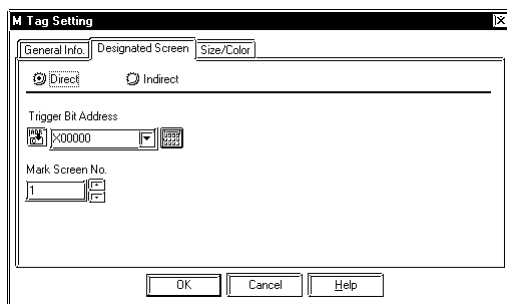 M Tag Setting
General Info. Designated Screen Size/Color
Direct Indirect
Trigger Bit Address
X00000
Mark Screen No.
1
OK Cancel Help